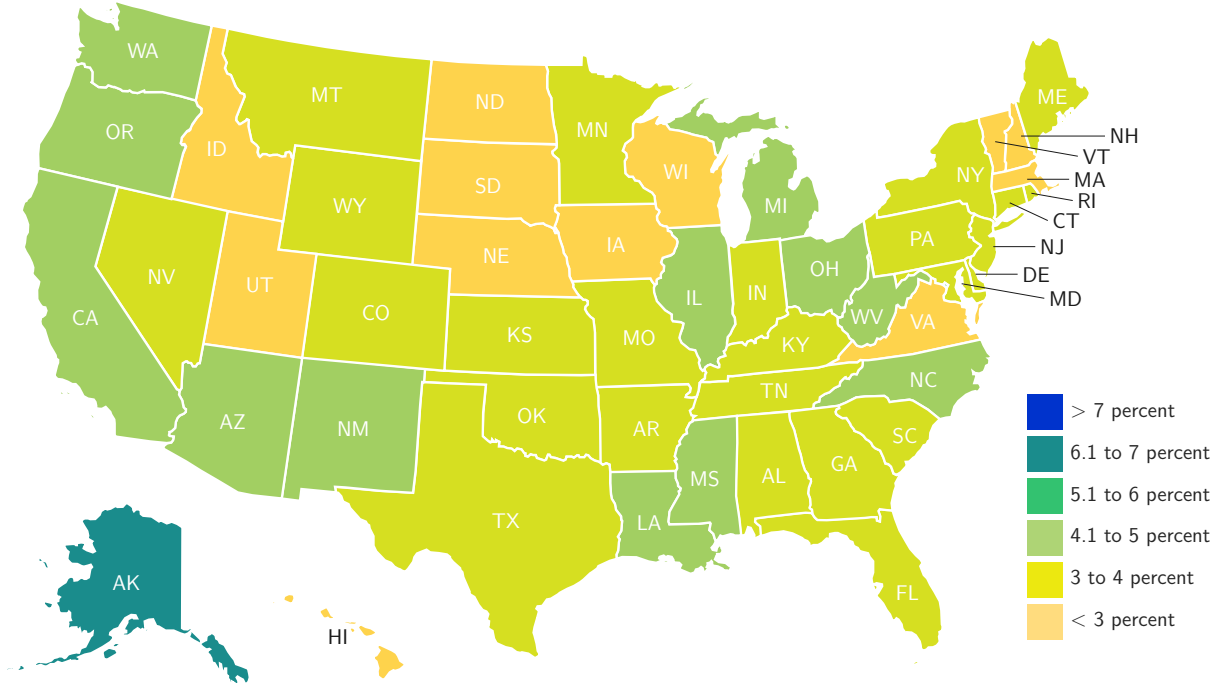 WA
MT
ND
MN
ME
OR
ID
SD
WI
NY
NH
VT
MA
RI
CT
WY
MI
PA
NJ
NE
IA
OH
DE
MD
NV
UT
CO
IL
IN
WV
VA
CA
KS
MO
KY
NC
AZ
NM
OK
AR
TN
SC
MS
AL
GA
TX
LA
FL
AK
HI
> 7 percent
6.1 to 7 percent
5.1 to 6 percent
4.1 to 5 percent
3 to 4 percent
< 3 percent